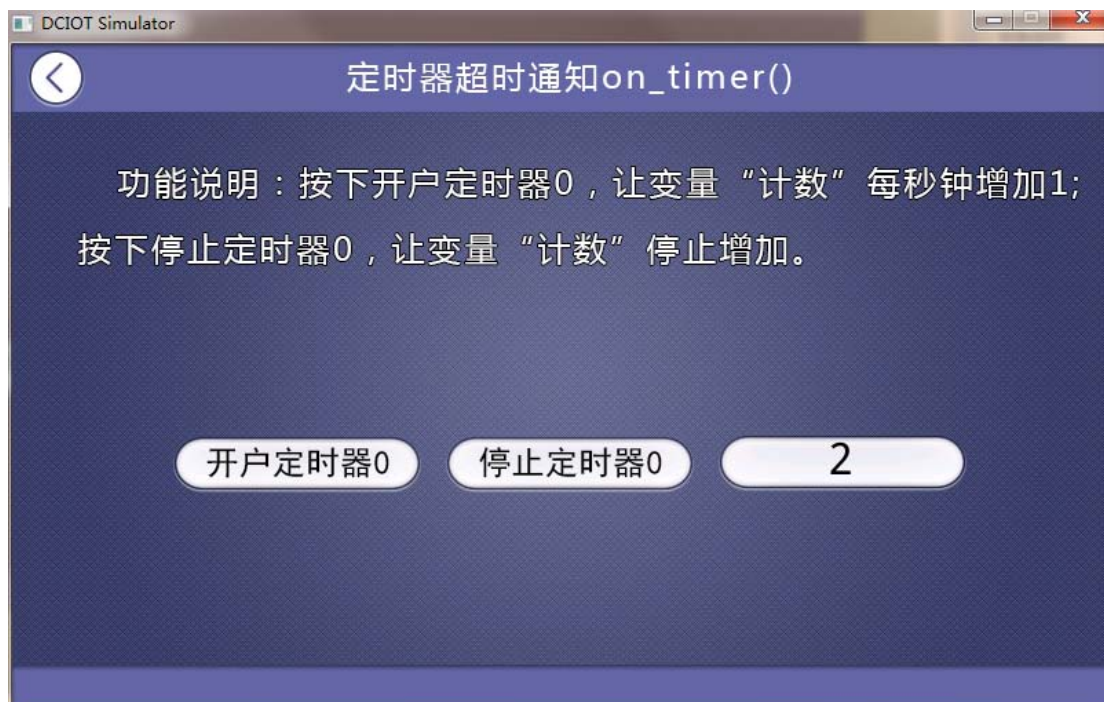 DCIOT Simulator
定时器超时通知on_timer()
功能说明：按下开户定时器0，让变量“计数”每秒钟增加1;
按下停止定时器0，让变量“计数”停止增加。
开户定时器0 停止定时器0 2